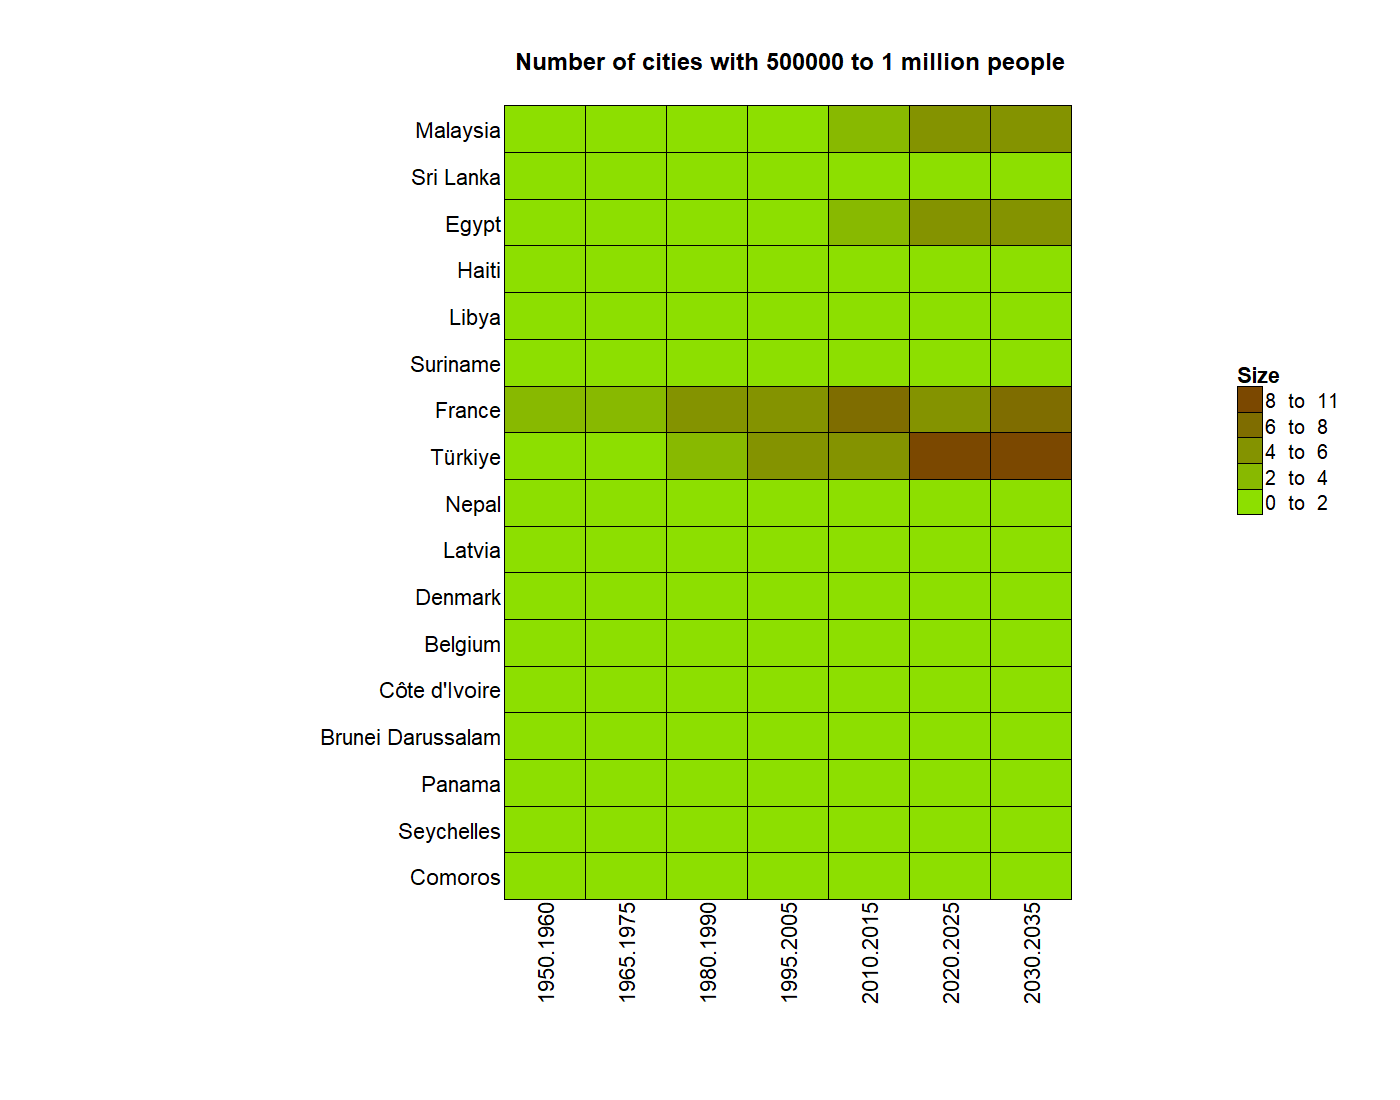 Number of cities with 500000 to 1 million people
Malaysia
Sri Lanka
Egypt
Haiti
Libya
Suriname
France
Türkiye
Nepal
Latvia
Denmark
Belgium
Côte d'Ivoire
Brunei Darussalam
Panama
Seychelles
Comoros
1950.1960
1965.1975
1980.1990
1995.2005
2010.2015
2020.2025
2030.2035
Size
8 to 11
6 to 8
4 to 6
2 to 4
0 to 2